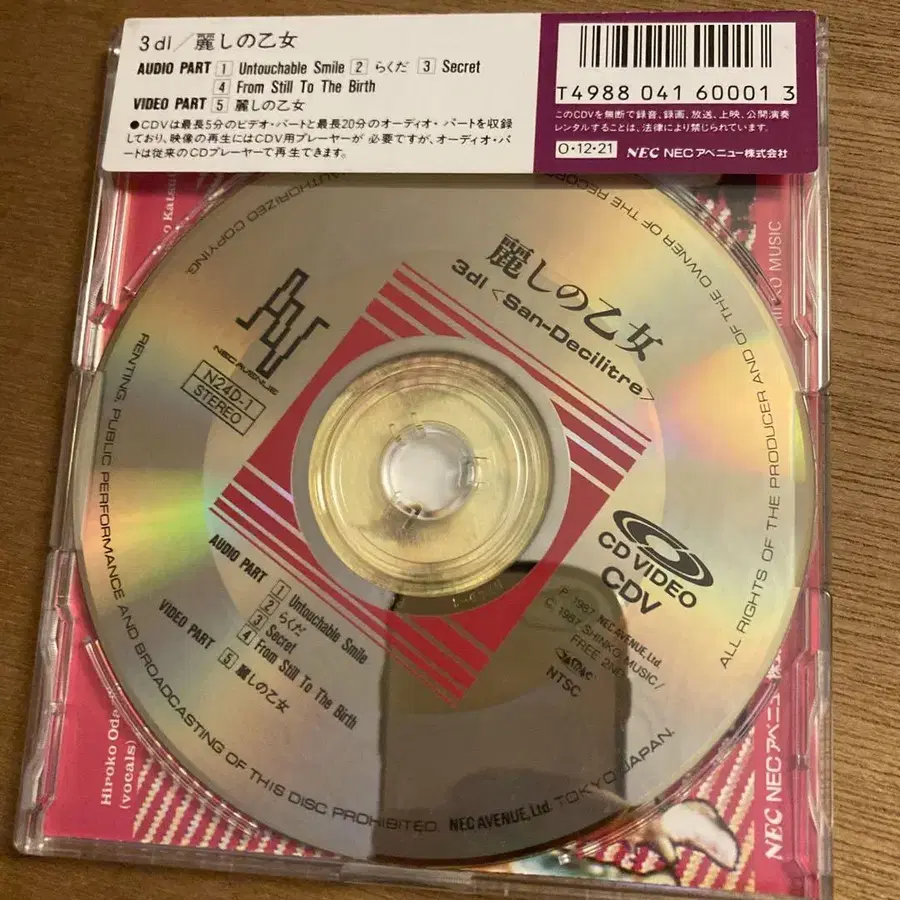 3dl/麗しの乙女
AUDIO PART 1 Untouchable Smile 2 らくだ 3 Secret
4 From Still To The Birth
VIDEO PART 5 麗しの乙女
●CDVは最長5分のビデオ・パートと最長20分のオーディオ・パートを収録
しており、映像の再生にはCDV用プレーヤーが 必要ですが、オーディオ・パ
ートは従来のCDプレーヤーで再生できます。
T4988 041 60001 3
このCDVを無断で録音、録画、放送、上映、公開演奏
レンタルすることは、法律により禁じられています。
O・12・21 NEC NECアベニュー株式会社
麗しの乙女
3dl <San-Decilitre>
NEC AVENUE
N24D-1
STEREO
CD VIDEO
CDV
AUDIO PART 1 Untouchable Smile
2 らくだ
3 Secret
4 From Still To The Birth
VIDEO PART 5 麗しの乙女
P 1987 NEC AVENUE, Ltd.
C 1987 SHINKO MUSIC/
FREE 2ND
NTSC
ALL RIGHTS OF THE PRODUCER AND OF THE OWNER OF THE RECOR
AUTHORIZED COPYING,
RENTING, PUBLIC PERFORMANCE AND BROADCASTING OF THIS DISC PROHIBITED. NEC AVENUE, Ltd. TOKYO JAPAN.
Hiroko Oda
(vocals)
o Katsu
MUSIC
NEC NECアベニュー 株